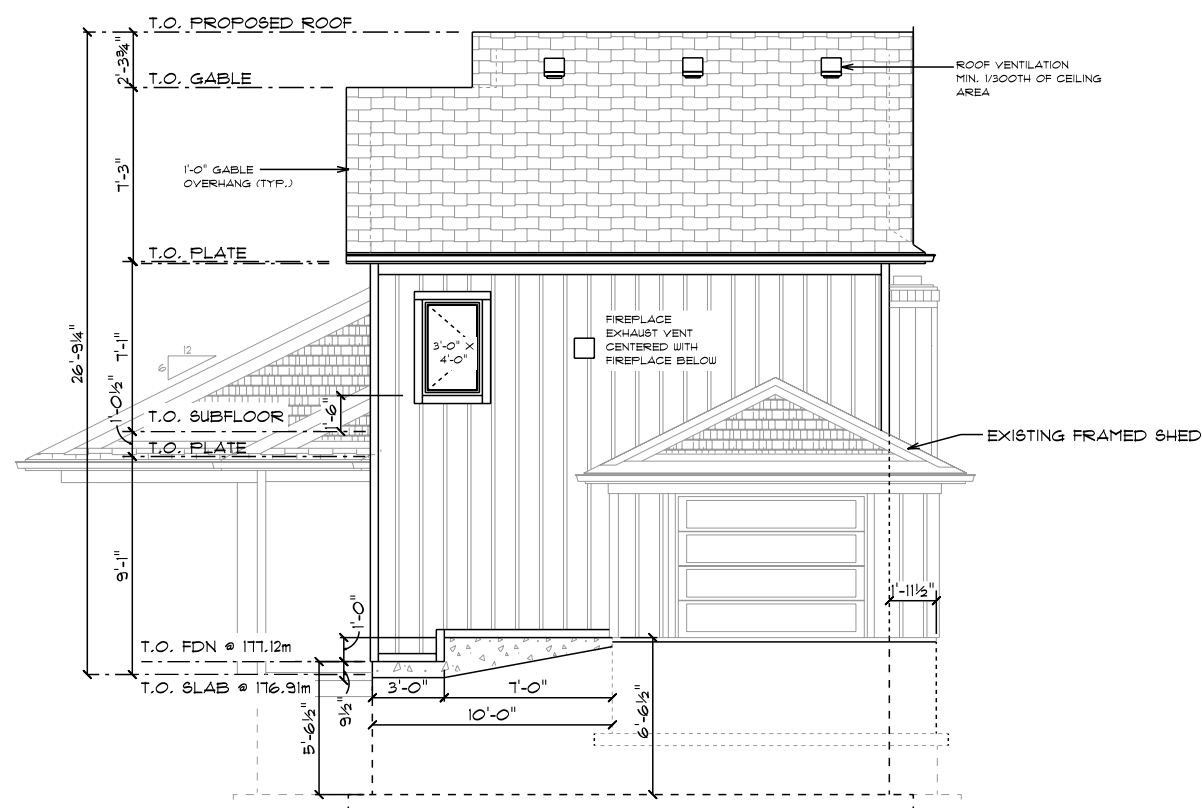 T.O. PROPOSED ROOF
2'-3¾"
T.O. GABLE
ROOF VENTILATION
MIN. 1/300TH OF CEILING
AREA
7'-3"
1'-0" GABLE
OVERHANG (TYP.)
T.O. PLATE
26'-9¼"
7'-1"
12
6
3'-0" X
4'-0"
FIREPLACE
EXHAUST VENT
CENTERED WITH
FIREPLACE BELOW
1'-0½"
T.O. SUBFLOOR
1'-6"
T.O. PLATE
EXISTING FRAMED SHED
9'-1"
1'-11½"
1'-0"
T.O. FDN @ 177.12m
T.O. SLAB @ 176.91m
9½"
3'-0"
7'-0"
10'-0"
5'-6½"
6'-6½"